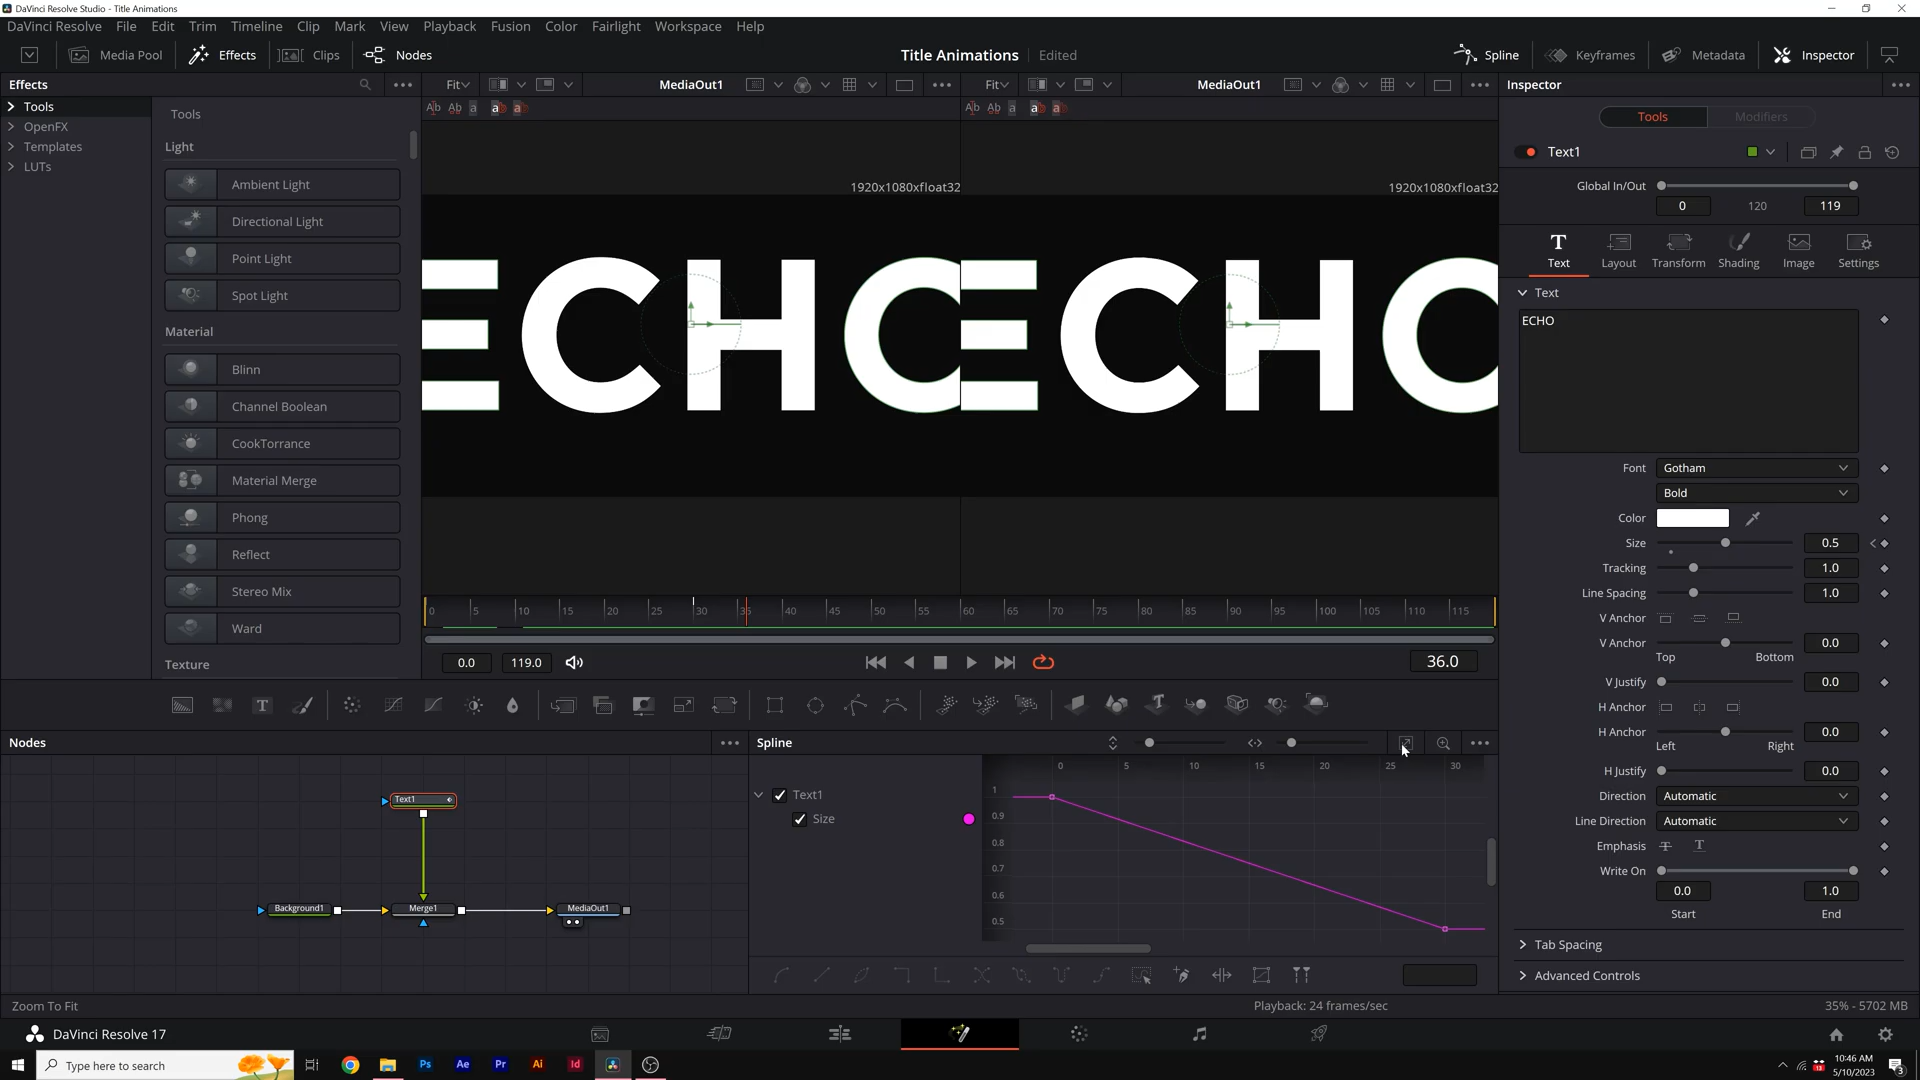 DaVinci Resolve Studio - Title Animations
DaVinci Resolve File Edit Trim Timeline Clip Mark View Playback Fusion Color Fairlight Workspace Help
Media Pool Effects Clips Nodes Title Animations Edited Spline Keyframes Metadata Inspector
Effects Fit MediaOut1 Fit MediaOut1 Inspector
Tools
OpenFX
Templates
LUTs
Tools
Light
Ambient Light
Directional Light
Point Light
Spot Light
Material
Blinn
Channel Boolean
CookTorrance
Material Merge
Phong
Reflect
Stereo Mix
Ward
Texture
1920x1080xfloat32 1920x1080xfloat32
ECHO ECHO
0 5 10 15 20 25 30 35 40 45 50 55 60 65 70 75 80 85 90 95 100 105 110 115
0.0 119.0 36.0
Tools Modifiers
Text1
Global In/Out
0 120 119
Text Layout Transform Shading Image Settings
Text
ECHO
Font Gotham
Bold
Color
Size 0.5
Tracking 1.0
Line Spacing 1.0
V Anchor
V Anchor 0.0
Top Bottom
V Justify 0.0
H Anchor
H Anchor 0.0
Left Right
H Justify 0.0
Direction Automatic
Line Direction Automatic
Emphasis
Write On
0.0 1.0
Start End
Tab Spacing
Advanced Controls
Nodes
Text1
Background1 Merge1 MediaOut1
Spline
Text1
Size
0 5 10 15 20 25 30
1
0.9
0.8
0.7
0.6
0.5
Zoom To Fit Playback: 24 frames/sec 35% - 5702 MB
DaVinci Resolve 17
Type here to search
Ps Ae Pr Ai Id
10:46 AM
5/10/2023
3